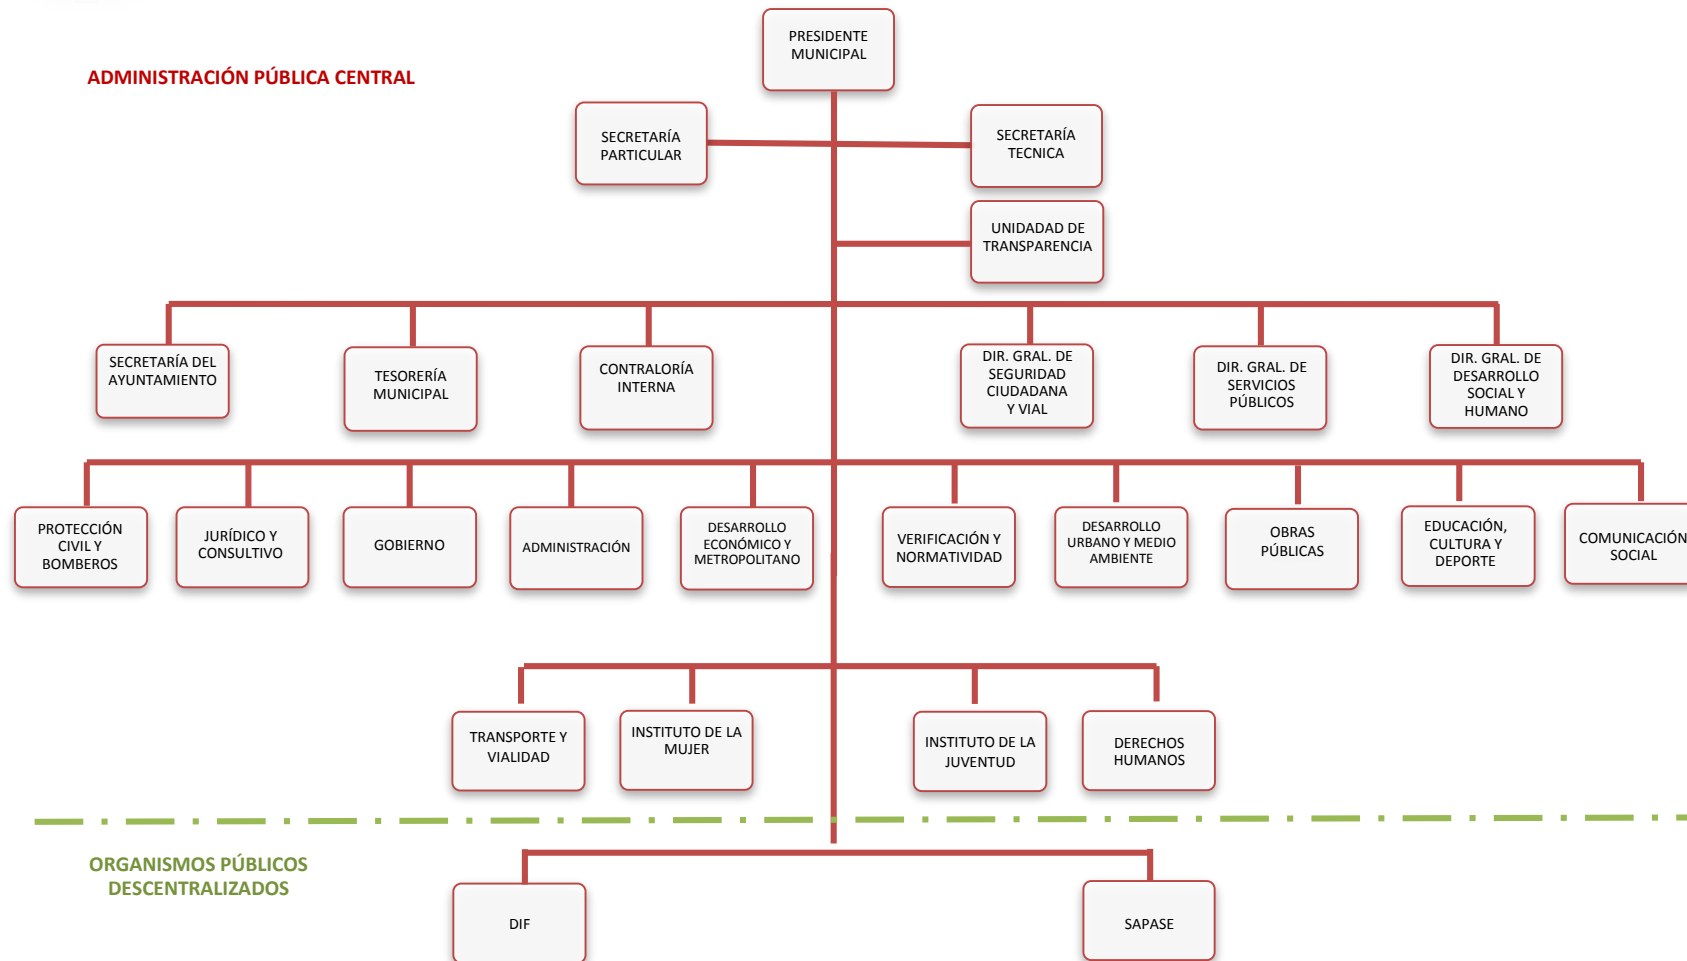 PRESIDENTE
MUNICIPAL
ADMINISTRACIÓN PÚBLICA CENTRAL
SECRETARÍA
PARTICULAR
SECRETARÍA
TECNICA
UNIDADAD DE
TRANSPARENCIA
SECRETARÍA DEL
AYUNTAMIENTO
TESORERÍA
MUNICIPAL
CONTRALORÍA
INTERNA
DIR. GRAL. DE
SEGURIDAD
CIUDADANA
Y VIAL
DIR. GRAL. DE
SERVICIOS
PÚBLICOS
DIR. GRAL. DE
DESARROLLO
SOCIAL Y
HUMANO
PROTECCIÓN
CIVIL Y
BOMBEROS
JURÍDICO Y
CONSULTIVO
GOBIERNO
ADMINISTRACIÓN
DESARROLLO
ECONÓMICO Y
METROPOLITANO
VERIFICACIÓN Y
NORMATIVIDAD
DESARROLLO
URBANO Y MEDIO
AMBIENTE
OBRAS
PÚBLICAS
EDUCACIÓN,
CULTURA Y
DEPORTE
COMUNICACIÓN
SOCIAL
TRANSPORTE Y
VIALIDAD
INSTITUTO DE LA
MUJER
INSTITUTO DE LA
JUVENTUD
DERECHOS
HUMANOS
ORGANISMOS PÚBLICOS
DESCENTRALIZADOS
DIF
SAPASE